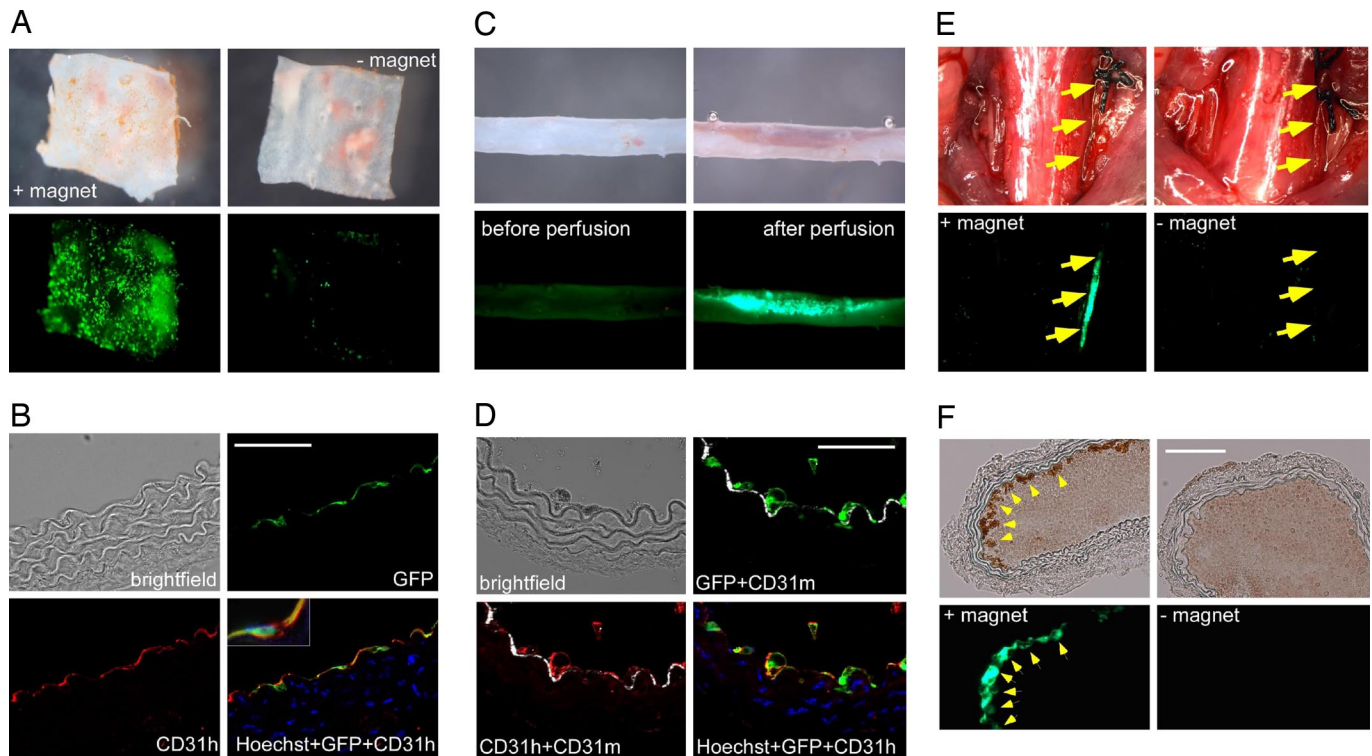 A
- magnet
+ magnet
B
brightfield
GFP
CD31h
Hoechst+GFP+CD31h
C
before perfusion
after perfusion
D
brightfield
GFP+CD31m
CD31h+CD31m
Hoechst+GFP+CD31h
E
+ magnet
- magnet
F
+ magnet
- magnet